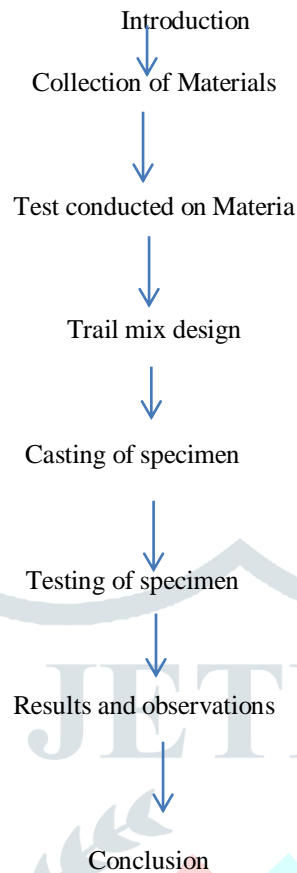 Introduction
Collection of Materials
Test conducted on Materia
Trail mix design
Casting of specimen
Testing of specimen
JET
Results and observations
Conclusion